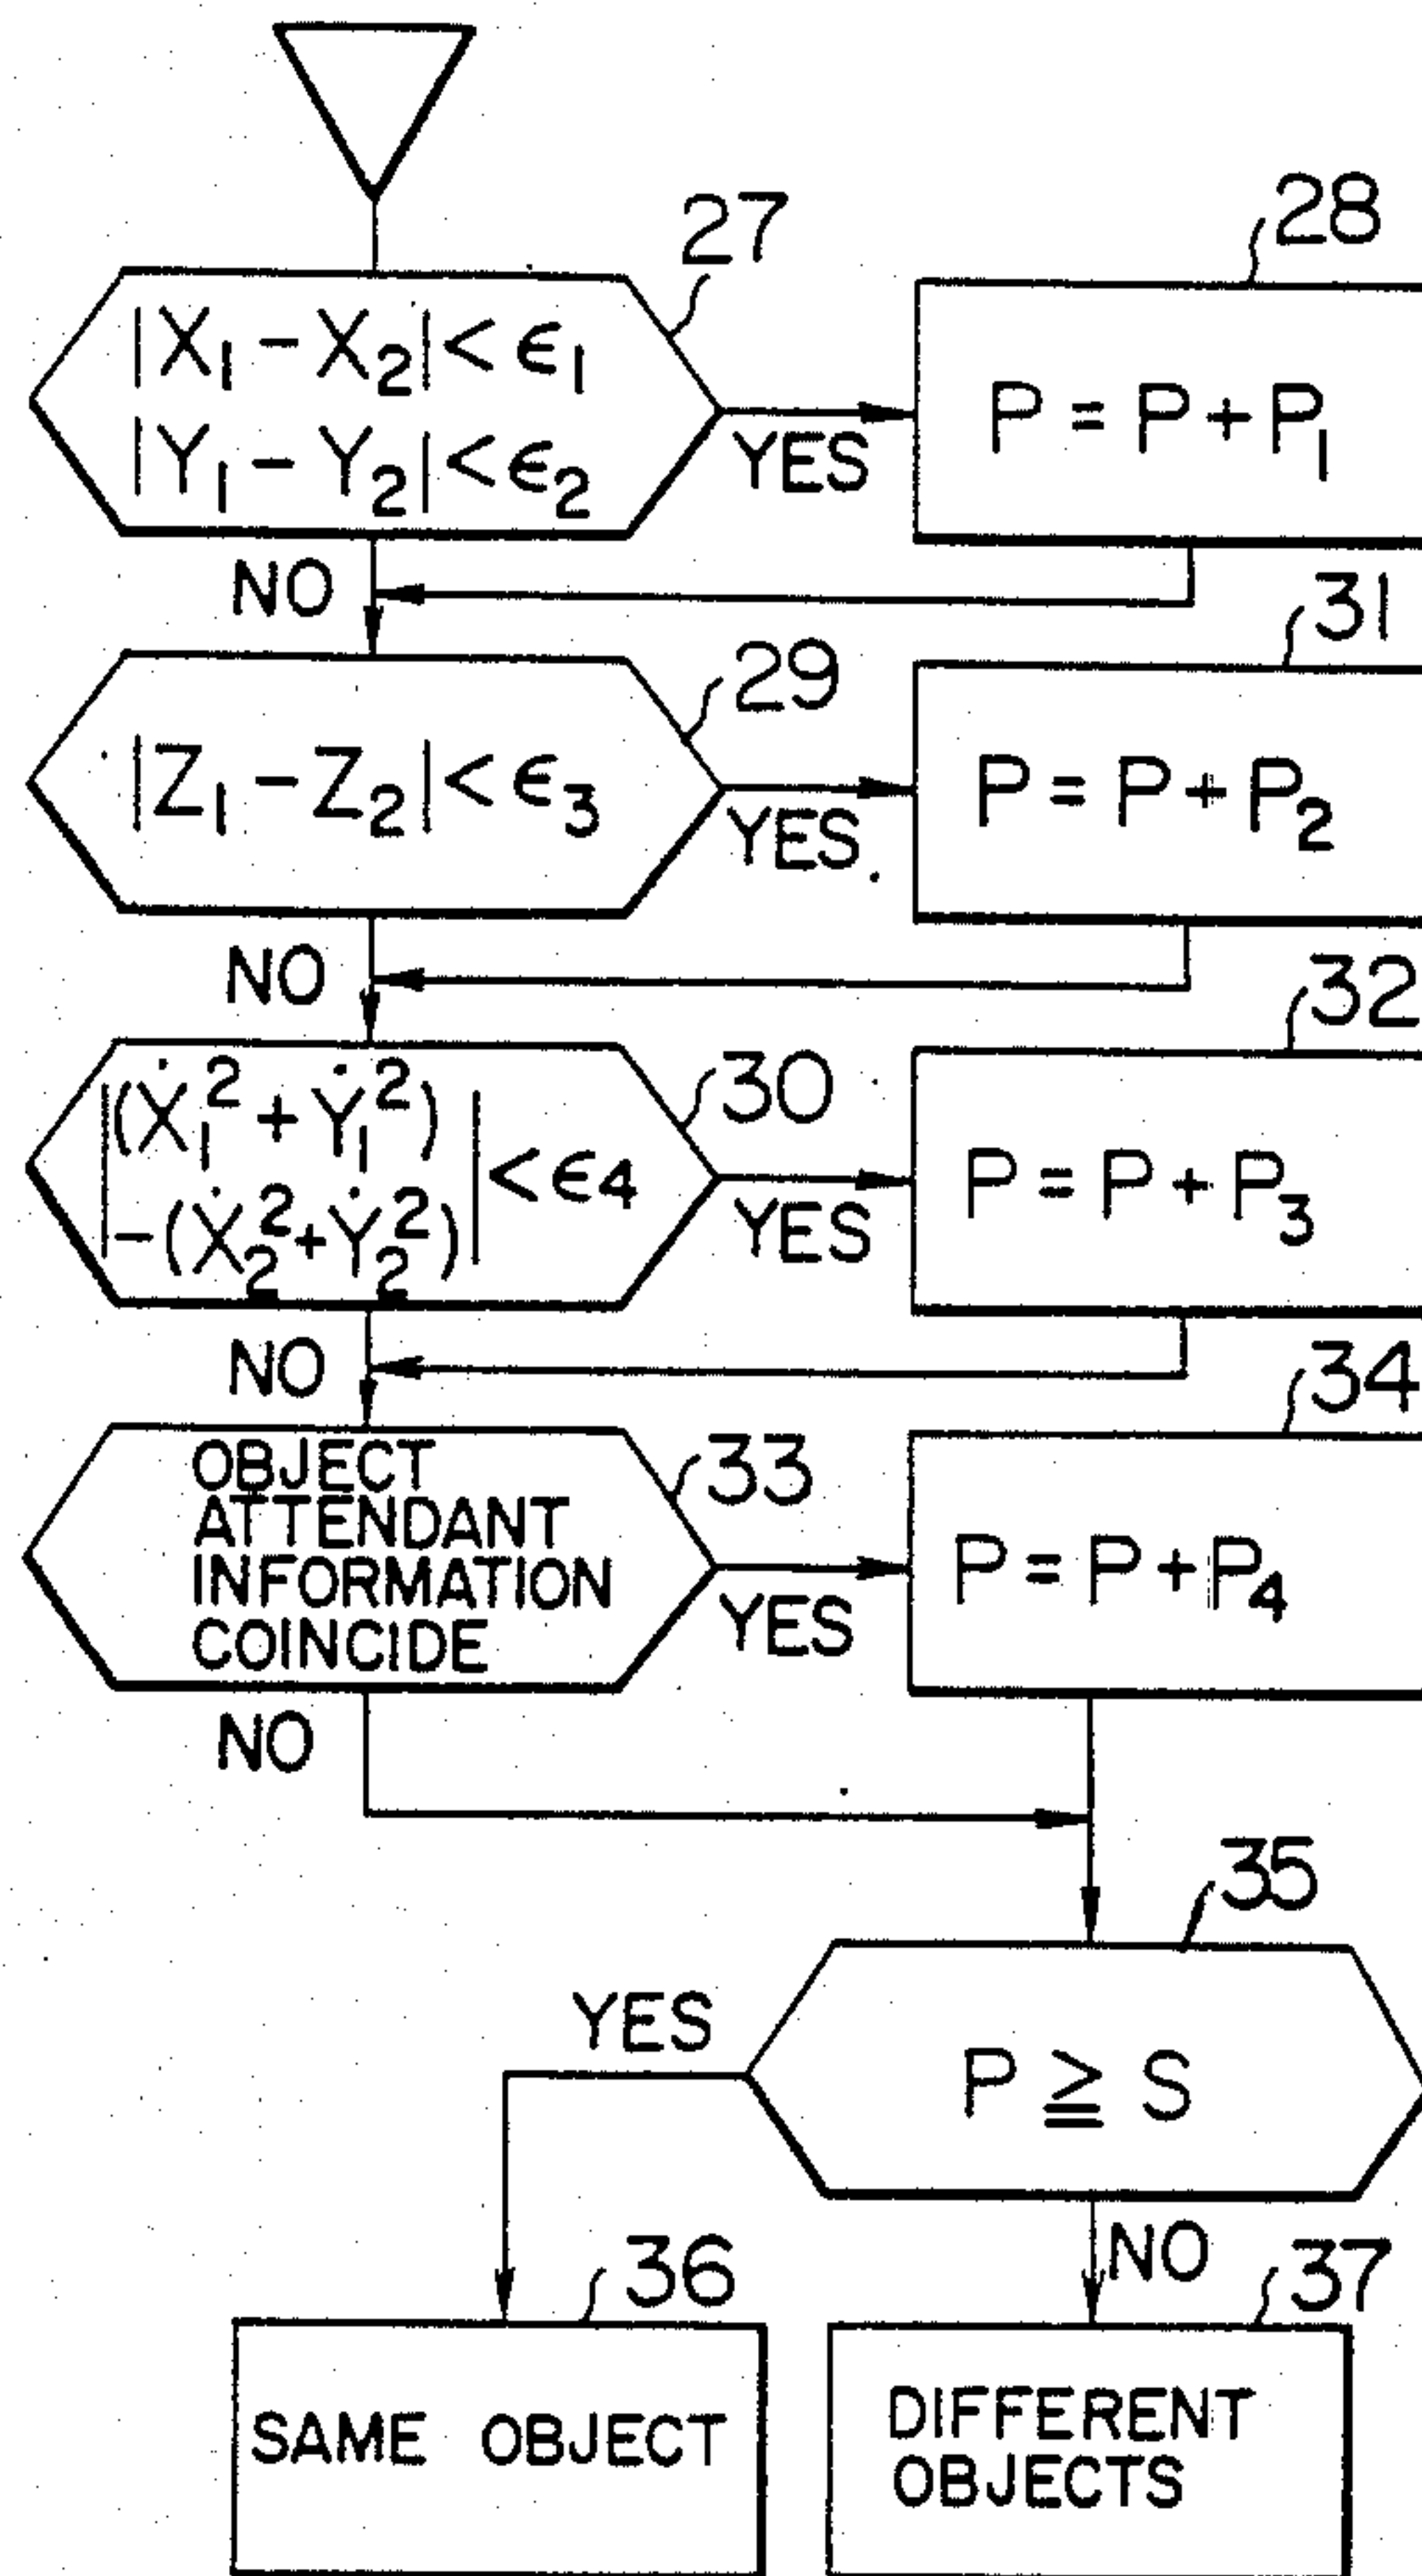 27
28
|X₁ - X₂| < ϵ₁
|Y₁ - Y₂| < ϵ₂
P = P + P₁
YES
NO
29
31
|Z₁ - Z₂| < ϵ₃
P = P + P₂
YES
NO
30
32
|(Ẋ₁² + Ẏ₁²)
-(Ẋ₂² + Ẏ₂²)| < ϵ₄
P = P + P₃
YES
NO
33
34
OBJECT
ATTENDANT
INFORMATION
COINCIDE
P = P + P₄
YES
NO
35
YES
P ≧ S
NO
36
37
SAME OBJECT
DIFFERENT
OBJECTS